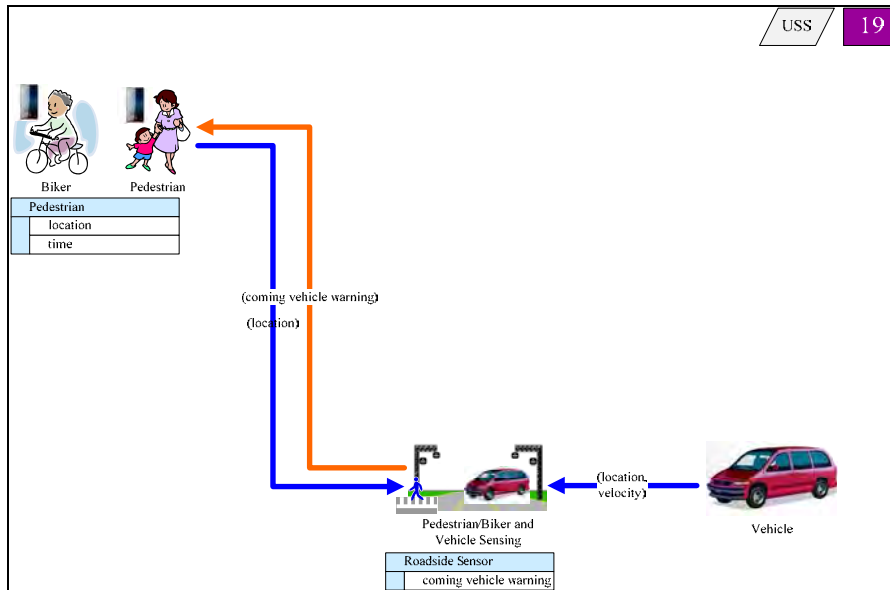 USS
19
Biker
Pedestrian
Pedestrian
location
time
(coming vehicle warning)
(location)
(location,
velocity)
Pedestrian/Biker and
Vehicle Sensing
Vehicle
Roadside Sensor
coming vehicle warning